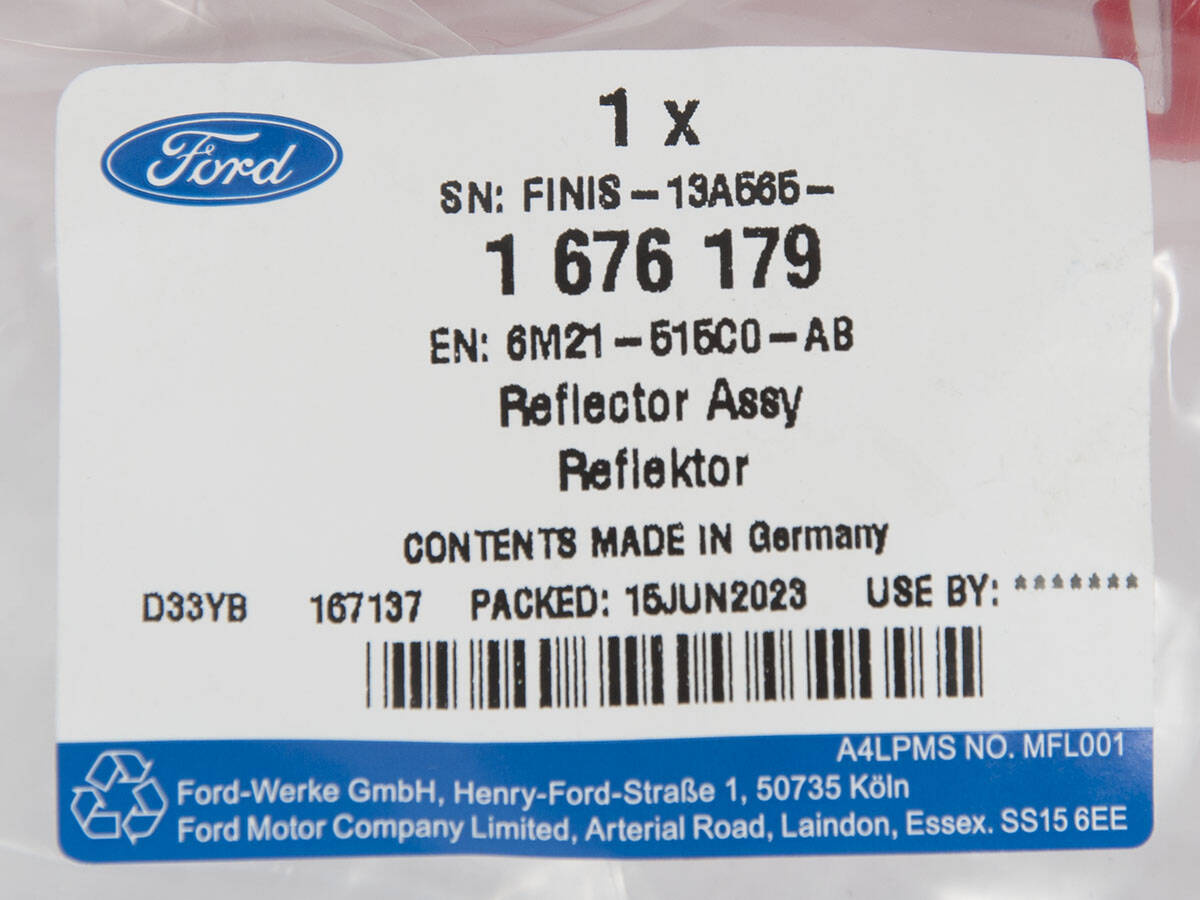 Ford
1 x
SN: FINIS-13A565-
1 676 179
EN: 6M21-515C0-AB
Reflector Assy
Reflektor
CONTENTS MADE IN Germany
D33YB 167137 PACKED: 15JUN2023 USE BY: *******
A4LPMS NO. MFL001
Ford-Werke GmbH, Henry-Ford-Straße 1, 50735 Köln
Ford Motor Company Limited, Arterial Road, Laindon, Essex. SS15 6EE